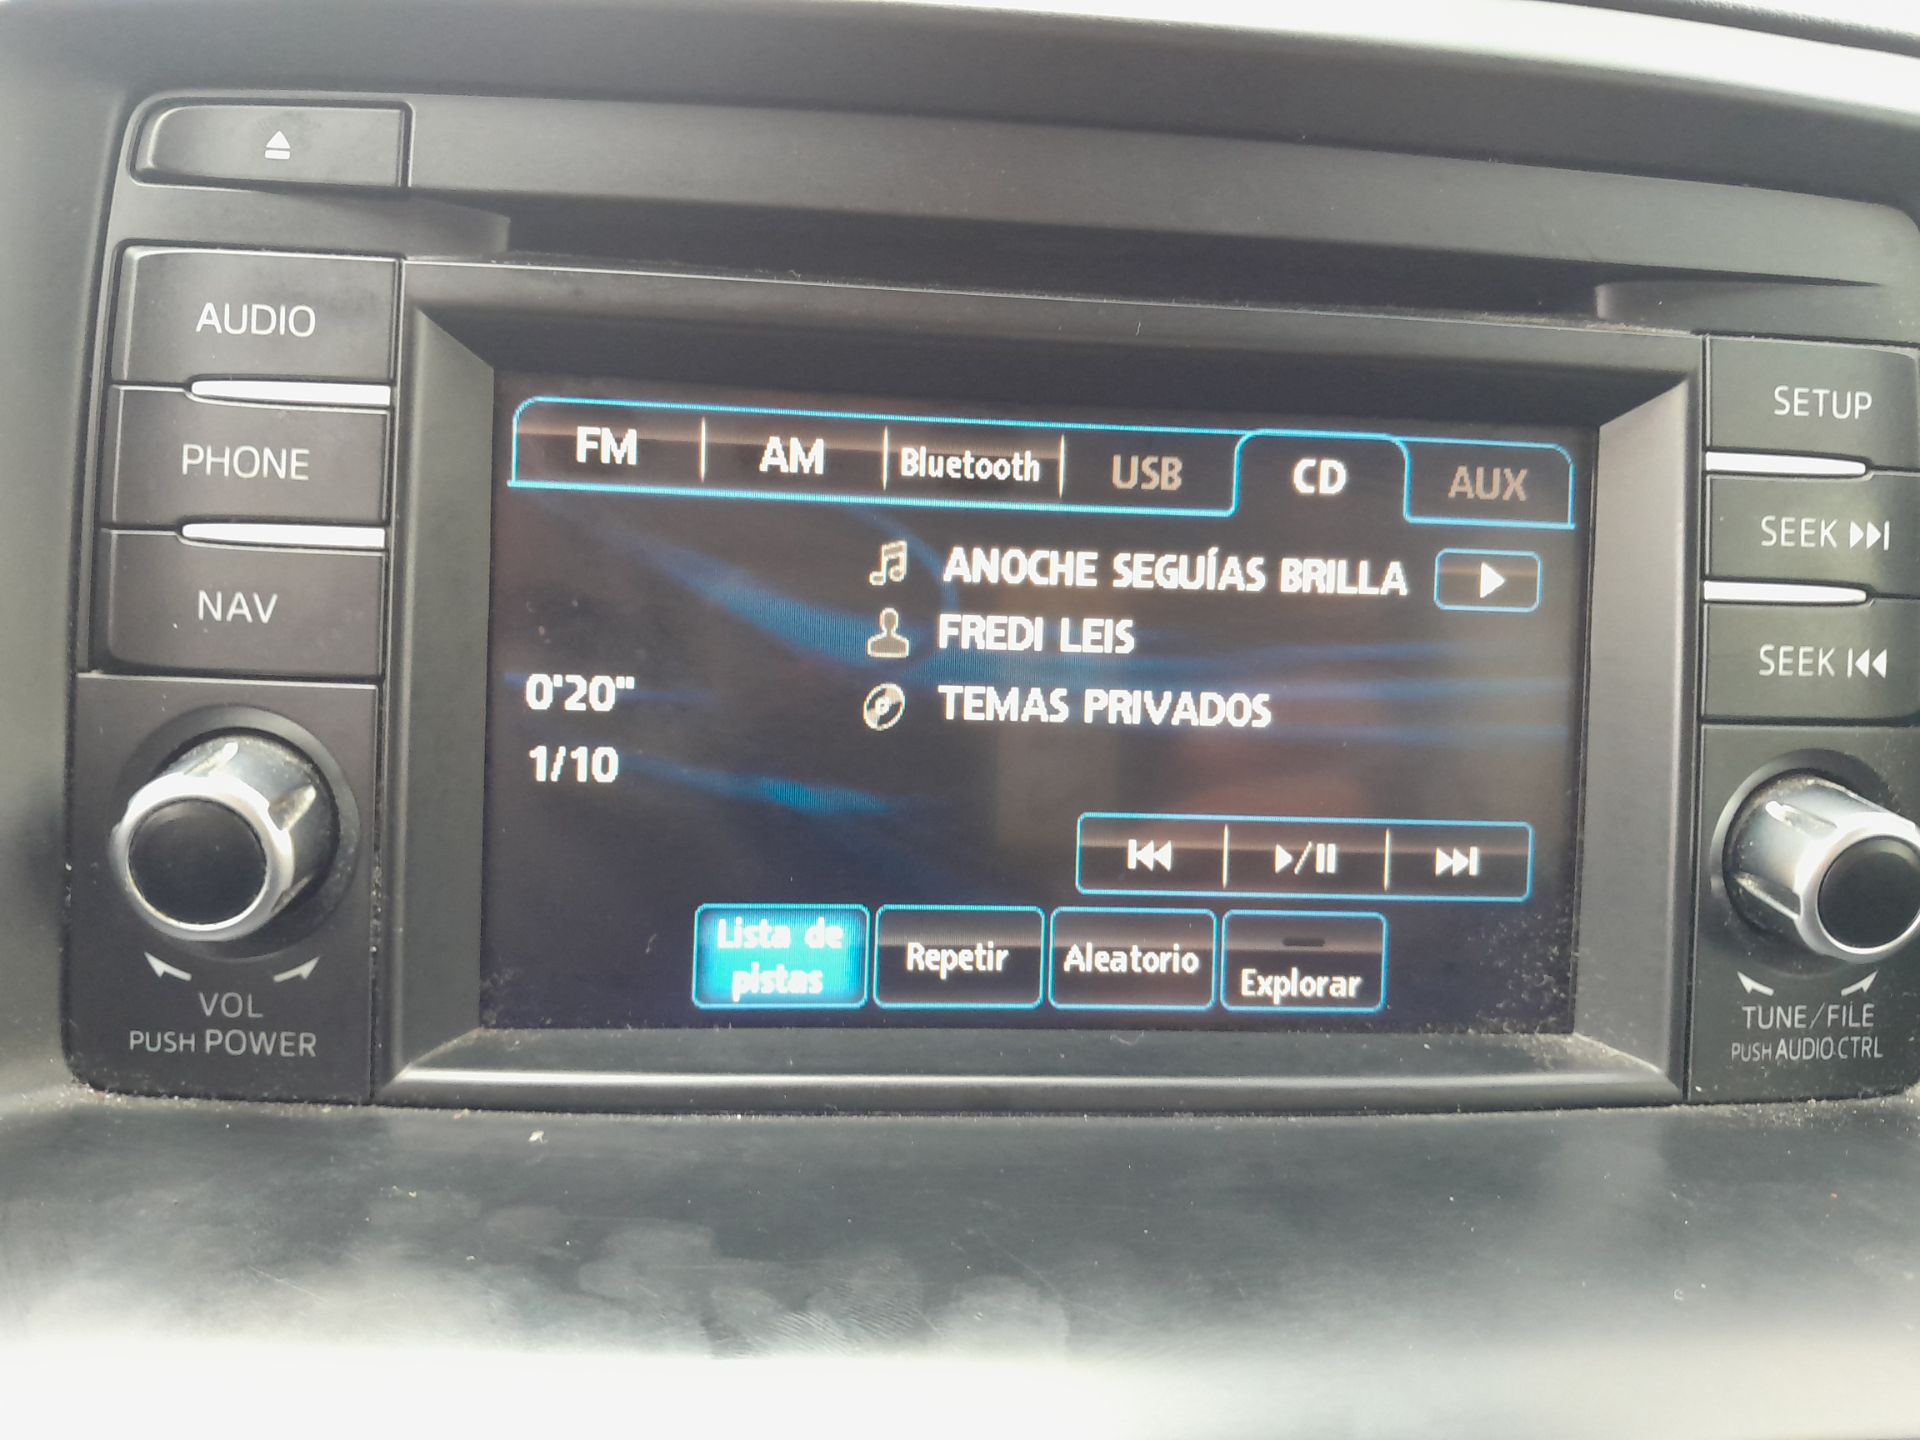 AUDIO
PHONE
NAV
VOL
PUSH POWER
FM AM Bluetooth USB CD AUX
ANOCHE SEGUÍAS BRILLA
FREDI LEIS
0'20"
TEMAS PRIVADOS
1/10
Lista de
pistas
Repetir
Aleatorio
Explorar
SETUP
SEEK
SEEK
TUNE/FILE
PUSH AUDIO CTRL